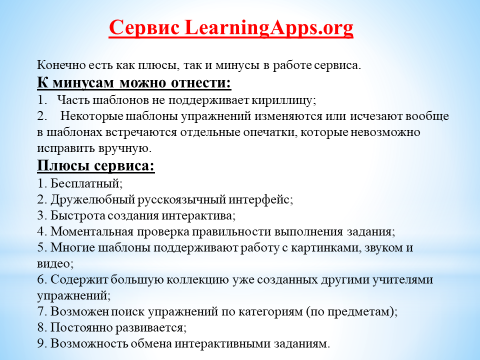 Сервис LearningApps.org
Конечно есть как плюсы, так и минусы в работе сервиса.
К минусам можно отнести:
1. Часть шаблонов не поддерживает кириллицу;
2. Некоторые шаблоны упражнений изменяются или исчезают вообще
в шаблонах встречаются отдельные опечатки, которые невозможно
исправить вручную.
Плюсы сервиса:
1. Бесплатный;
2. Дружелюбный русскоязычный интерфейс;
3. Быстрота создания интерактива;
4. Моментальная проверка правильности выполнения задания;
5. Многие шаблоны поддерживают работу с картинками, звуком и
видео;
6. Содержит большую коллекцию уже созданных другими учителями
упражнений;
7. Возможен поиск упражнений по категориям (по предметам);
8. Постоянно развивается;
9. Возможность обмена интерактивными заданиям.